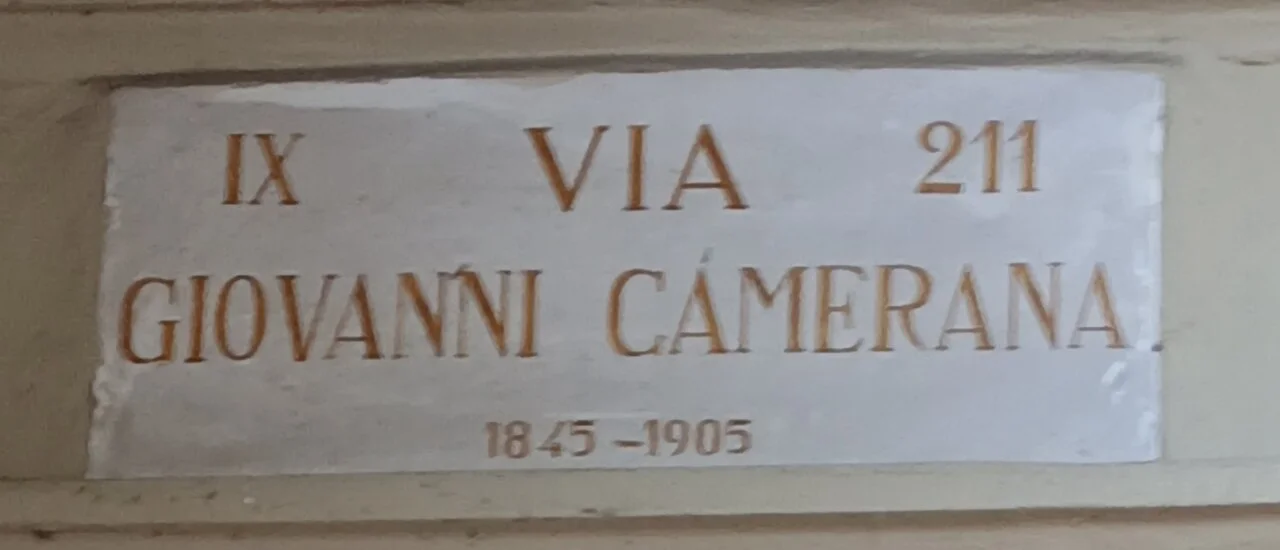 IX VIA 211
GIOVANNI CÁMERANA
1845-1905